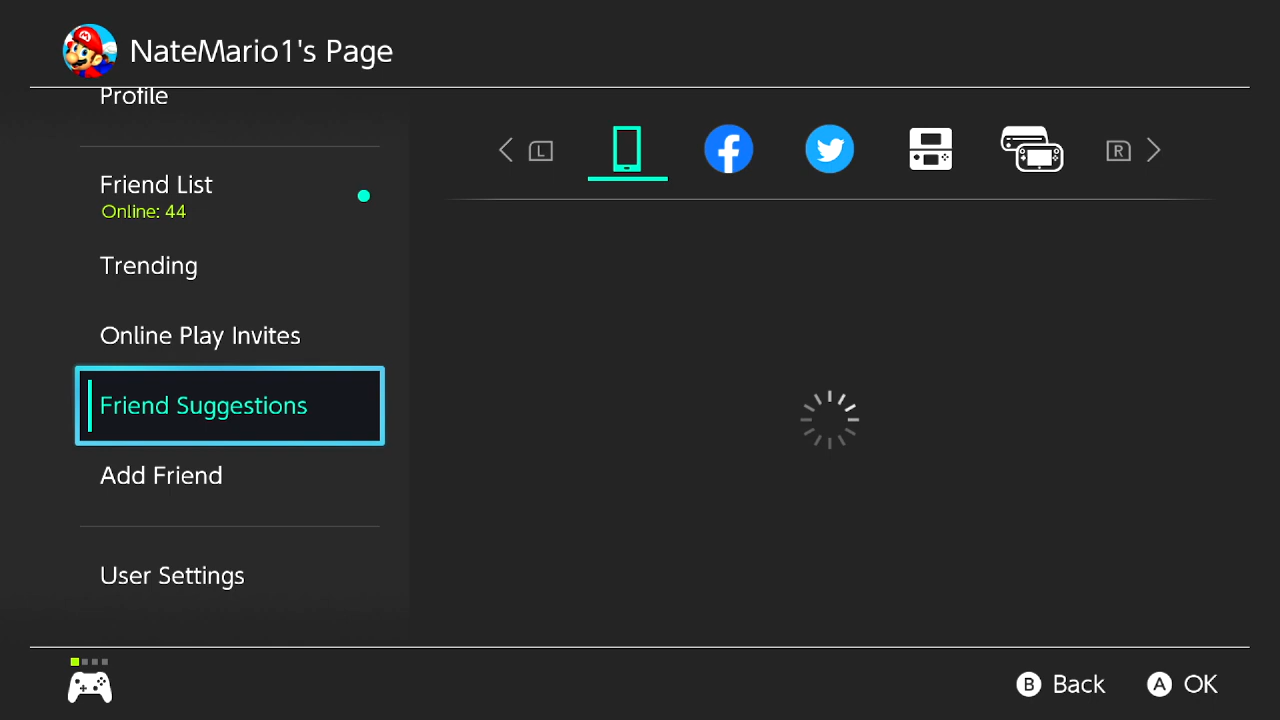 NateMario1's Page
Profile
Friend List
Online: 44
Trending
Online Play Invites
Friend Suggestions
Add Friend
User Settings
L
R
B Back
A OK